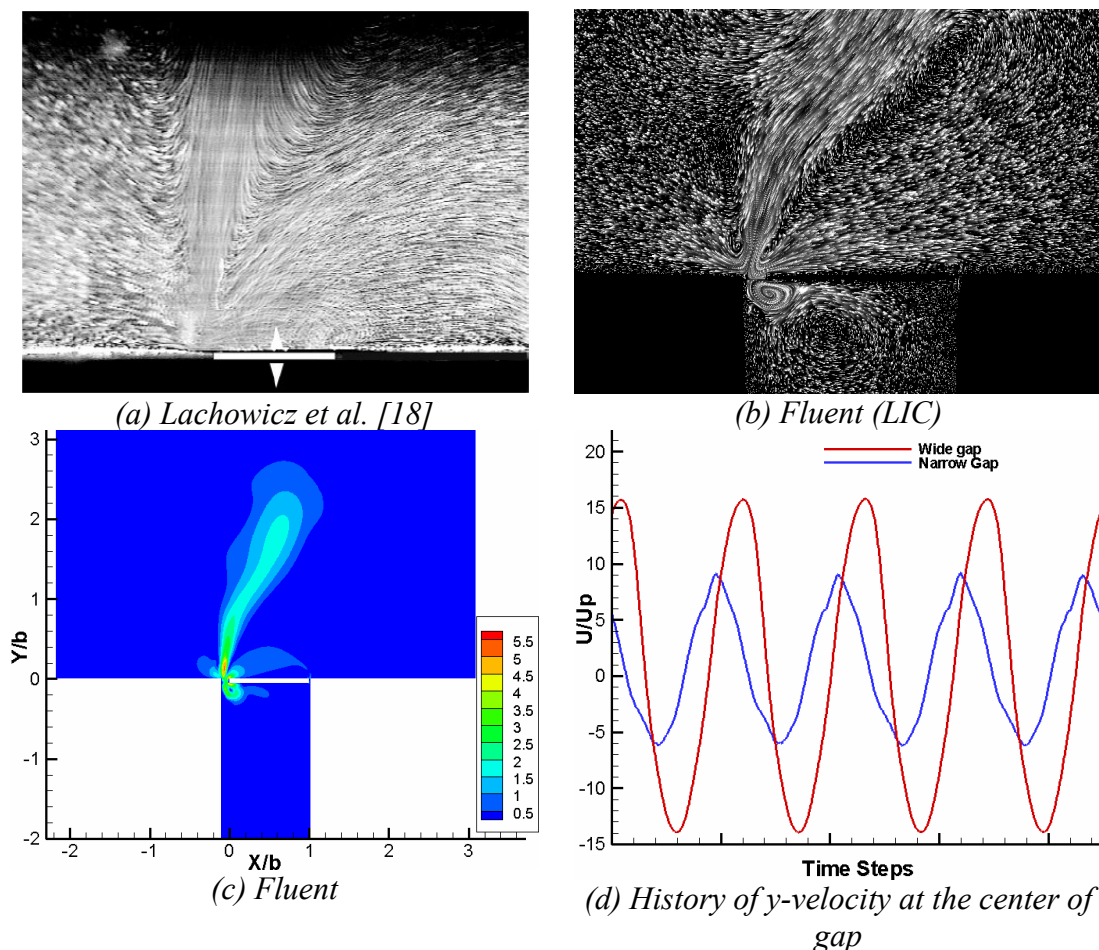 (a) Lachowicz et al. [18]
(b) Fluent (LIC)
3
2
1
0
-1
-2
Y/b
-2
-1
0
1
2
3
X/b
5.5
5
4.5
4
3.5
3
2.5
2
1.5
1
0.5
(c) Fluent
20
15
10
5
0
-5
-10
-15
U/Up
Wide gap
Narrow Gap
Time Steps
(d) History of y-velocity at the center of
gap